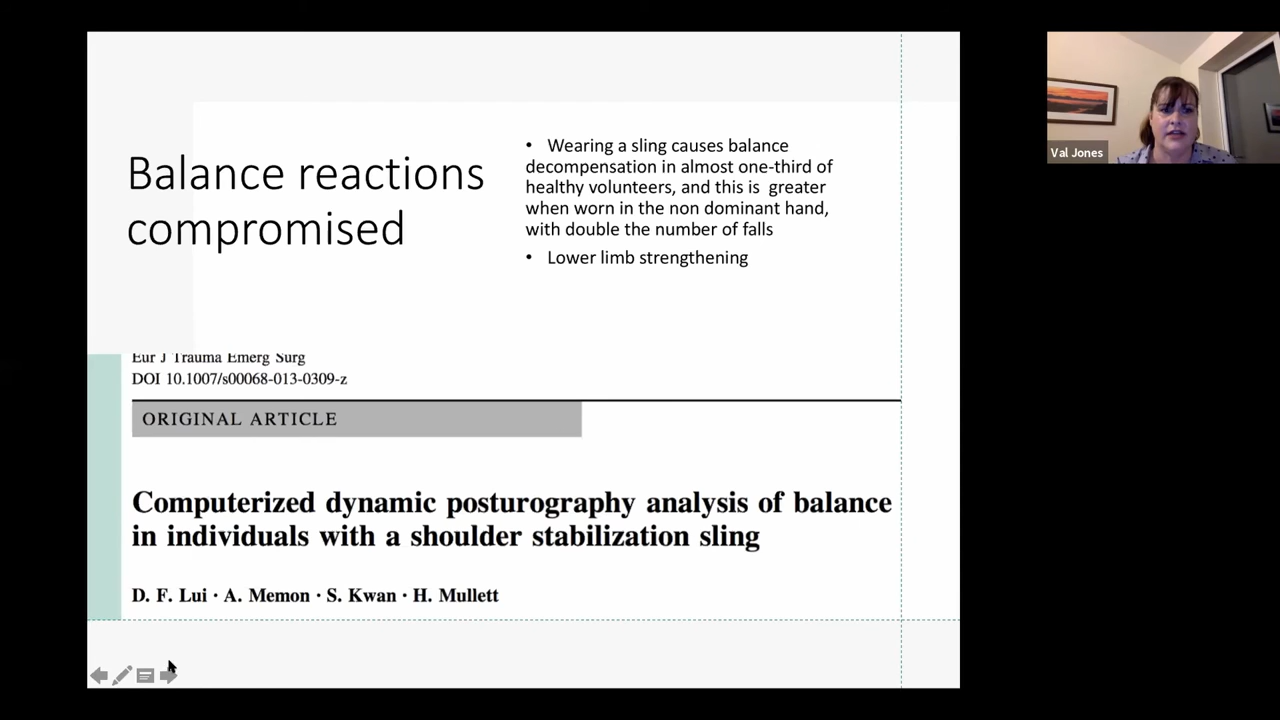 Balance reactions
compromised
• Wearing a sling causes balance
decompensation in almost one-third of
healthy volunteers, and this is  greater
when worn in the non dominant hand,
with double the number of falls
• Lower limb strengthening
Eur J Trauma Emerg Surg
DOI 10.1007/s00068-013-0309-z
ORIGINAL ARTICLE
Computerized dynamic posturography analysis of balance
in individuals with a shoulder stabilization sling
D. F. Lui · A. Memon · S. Kwan · H. Mullett
Val Jones